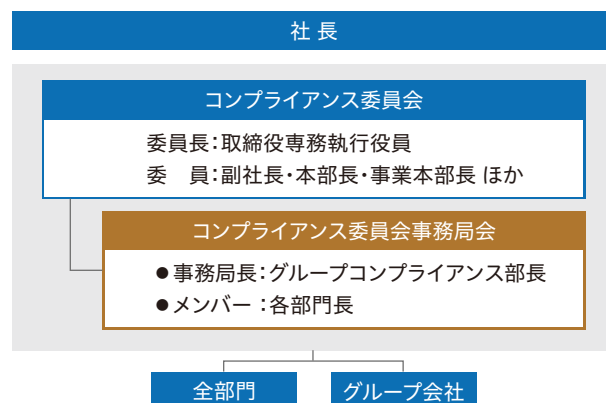 社 長
コンプライアンス委員会
委員長:取締役専務執行役員
委　員:副社長・本部長・事業本部長 ほか
コンプライアンス委員会事務局会
●事務局長:グループコンプライアンス部長
●メンバー :各部門長
全部門
グループ会社